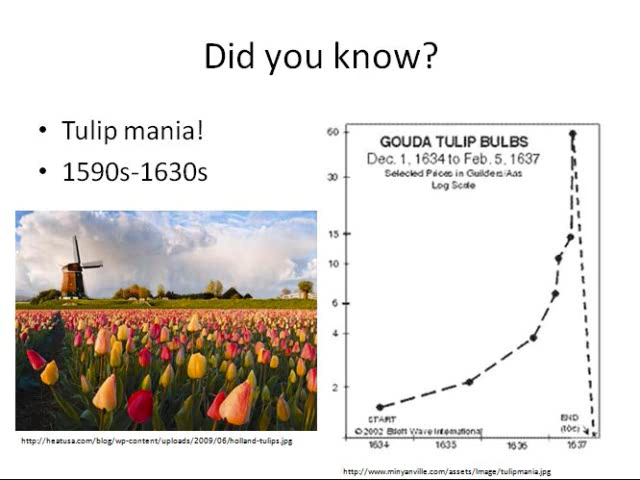 Did you know?
• Tulip mania!
• 1590s-1630s
http://heatusa.com/blog/wp-content/uploads/2009/06/holland-tulips.jpg
GOUDA TULIP BULBS
Dec. 1, 1634 to Feb. 5, 1637
Selected Prices in Guilders/Aas
Log Scale
60
30
15
10
6
4
2
START
END
© 2002 Elliott Wave International
1634
1635
1636
1637
http://www.minyanville.com/assets/Image/tulipmania.jpg